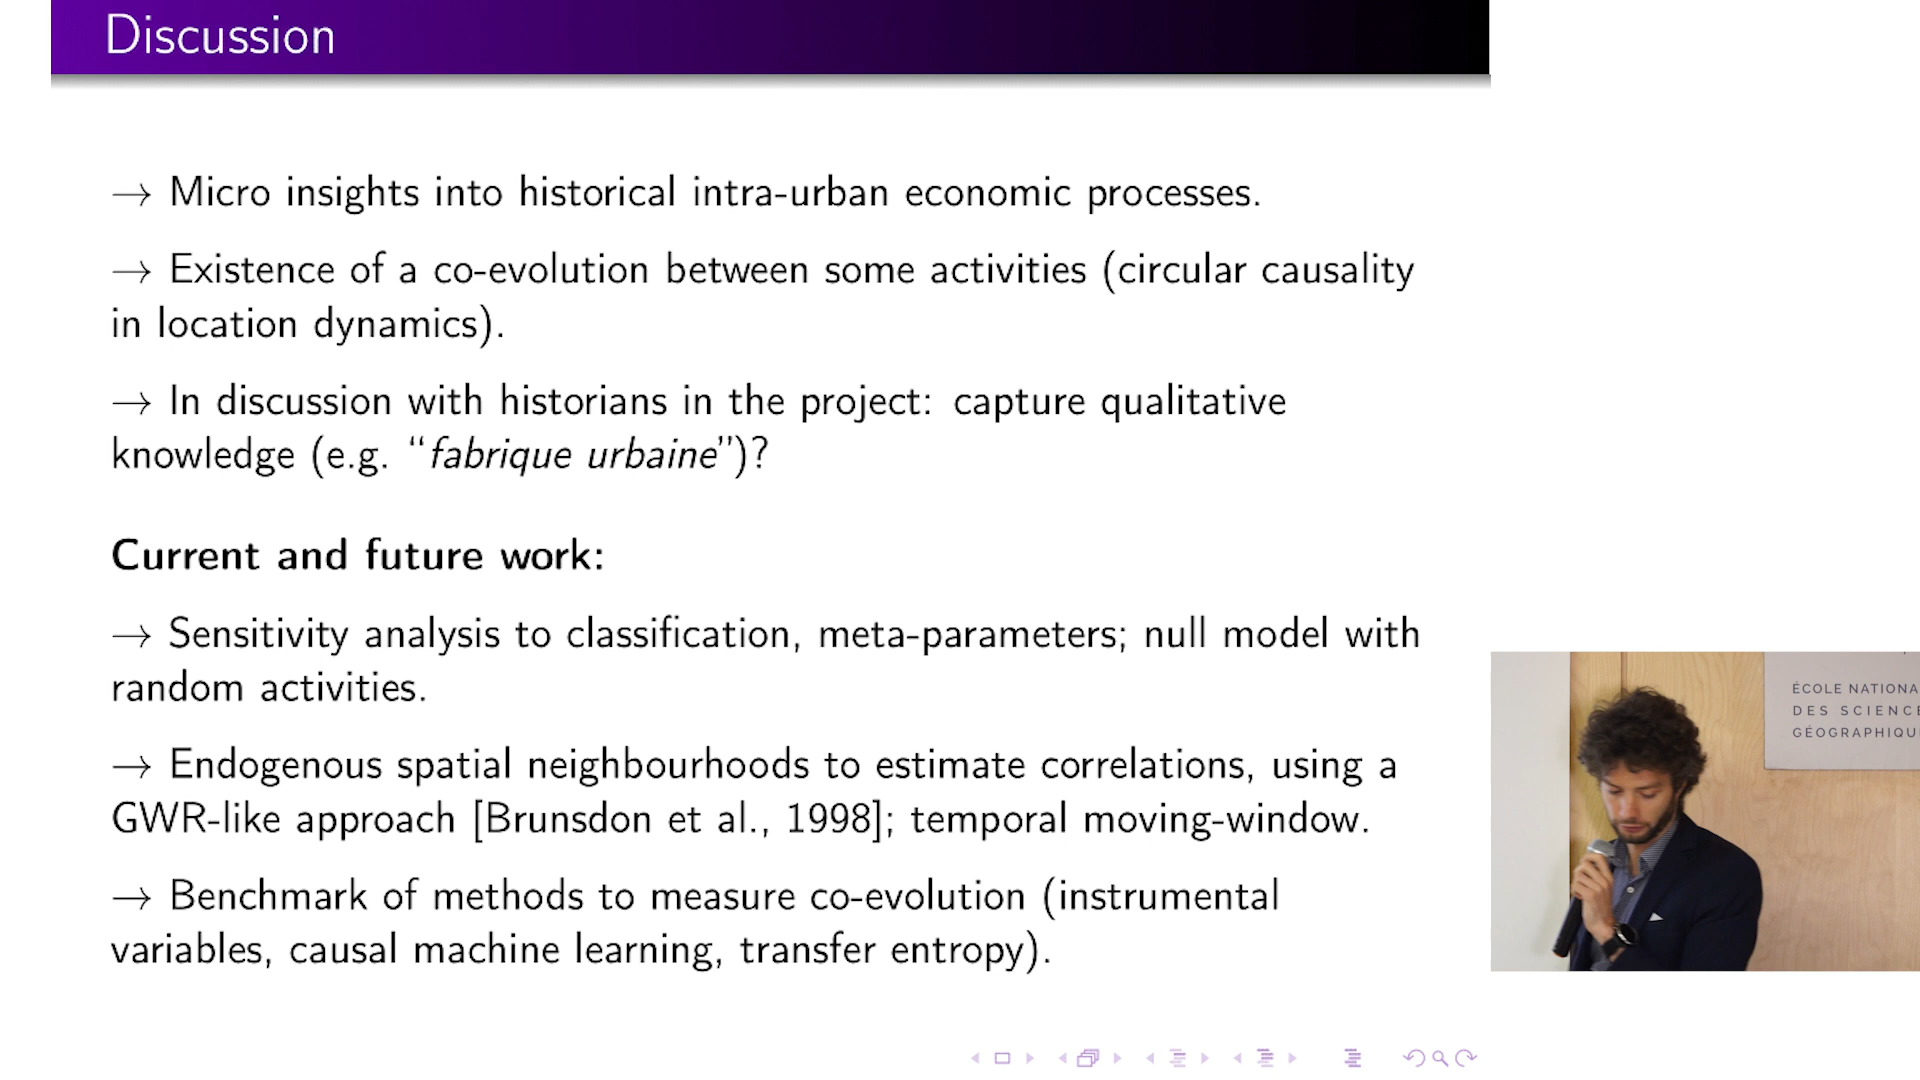 Discussion
→ Micro insights into historical intra-urban economic processes.
→ Existence of a co-evolution between some activities (circular causality
in location dynamics).
→ In discussion with historians in the project: capture qualitative
knowledge (e.g. “fabrique urbaine”)?
Current and future work:
→ Sensitivity analysis to classification, meta-parameters; null model with
random activities.
→ Endogenous spatial neighbourhoods to estimate correlations, using a
GWR-like approach [Brunsdon et al., 1998]; temporal moving-window.
→ Benchmark of methods to measure co-evolution (instrumental
variables, causal machine learning, transfer entropy).
ÉCOLE NATIONA
DES SCIENCE
GÉOGRAPHIQU